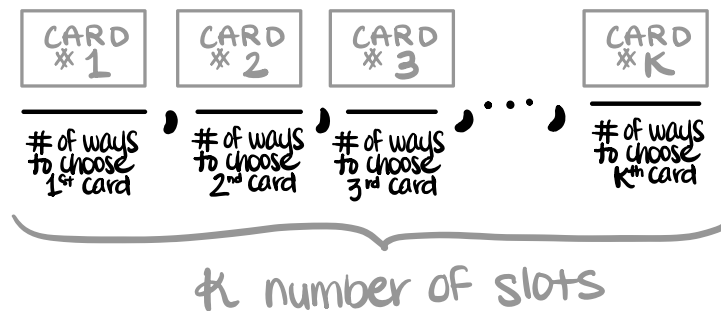 CARD # 1
CARD # 2
CARD # 3
CARD # K
# of ways to choose 1st card
# of ways to choose 2nd card
# of ways to choose 3rd card
# of ways to choose Kth card
, , , ... ,
K number of slots